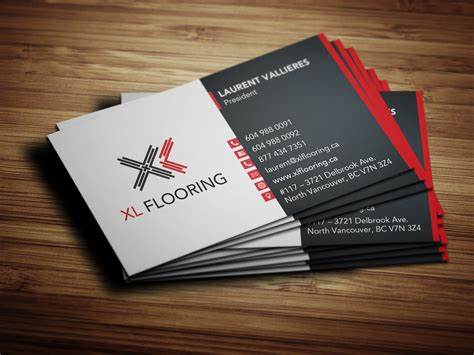 XL FLOORING
LAURENT VALLIERES
President
604 988 0091
604 988 0092
877 434 7351
laurent@xlflooring.ca
www.xlflooring.ca
#117 – 3721 Delbrook Ave.
North Vancouver, BC V7N 3Z4
XL FLOORING
#117 – 3721 Delbrook Ave.
North Vancouver, BC V7N 3Z4